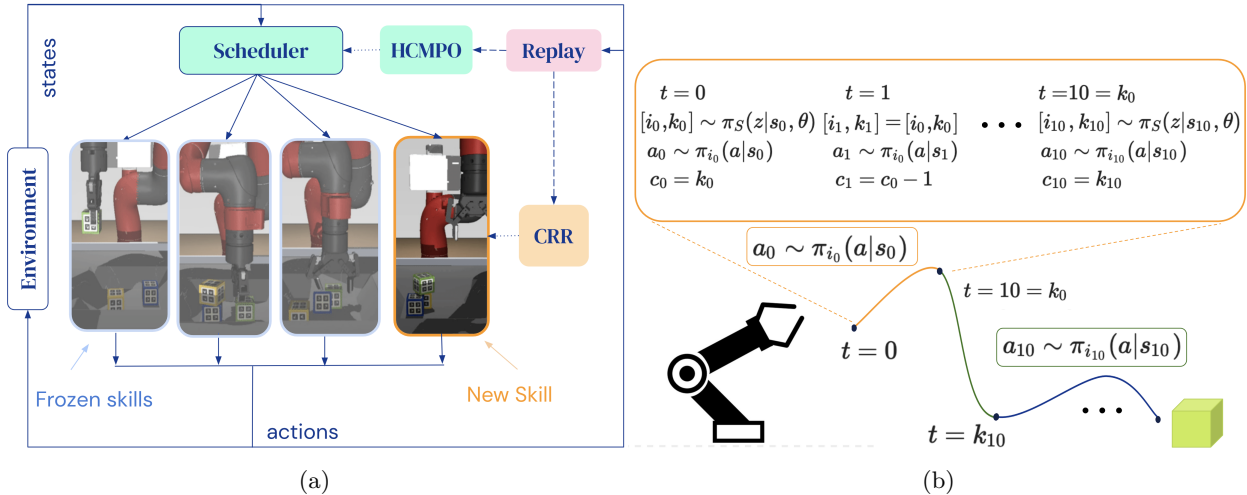 states
Scheduler
HCMPO
Replay
Environment
CRR
Frozen skills
New Skill
actions
(a)
t = 0
[i₀,k₀] ∼ π_S(z|s₀, θ)
a₀ ∼ π_{i₀}(a|s₀)
c₀ = k₀
t = 1
[i₁, k₁] = [i₀,k₀]
a₁ ∼ π_{i₀}(a|s₁)
c₁ = c₀ − 1
• • •
t = 10 = k₀
[i₁₀, k₁₀] ∼ π_S(z|s₁₀, θ)
a₁₀ ∼ π_{i₁₀}(a|s₁₀)
c₁₀ = k₁₀
a₀ ∼ π_{i₀}(a|s₀)
t = 10 = k₀
t = 0
a₁₀ ∼ π_{i₁₀}(a|s₁₀)
• • •
t = k₁₀
(b)